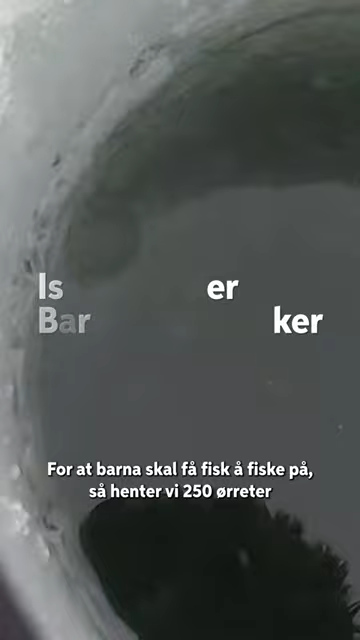 Is er
Bar ker
For at barna skal få fisk å fiske på,
så henter vi 250 ørreter